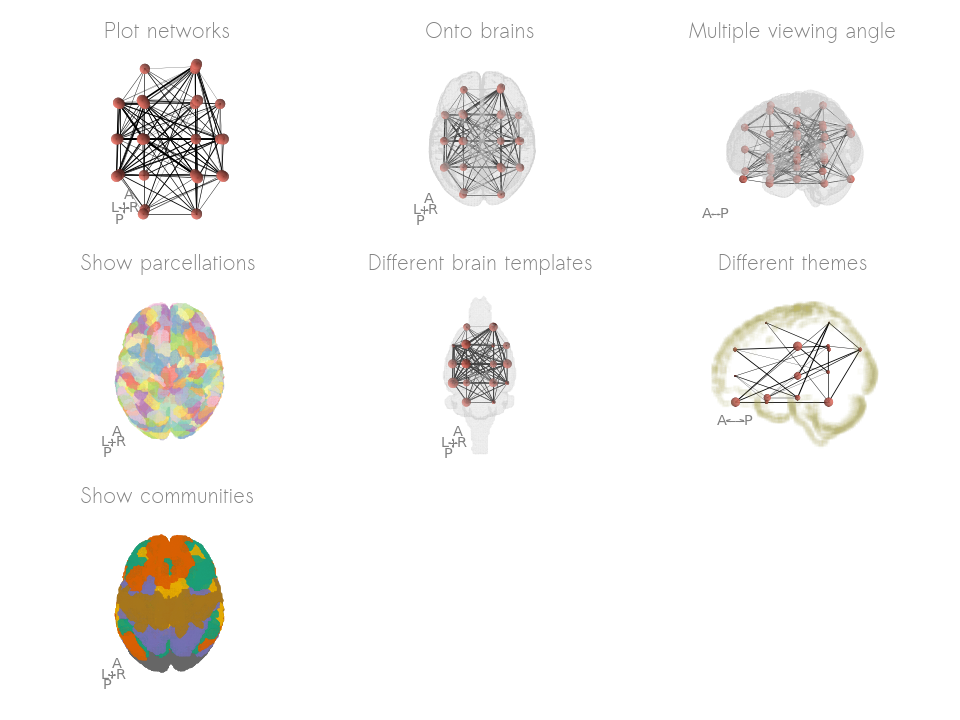 Plot networks
Onto brains
Multiple viewing angle
A
L R
P
A
L R
P
A P
Show parcellations
Different brain templates
Different themes
A
L R
P
A
L R
P
A P
Show communities
A
L R
P